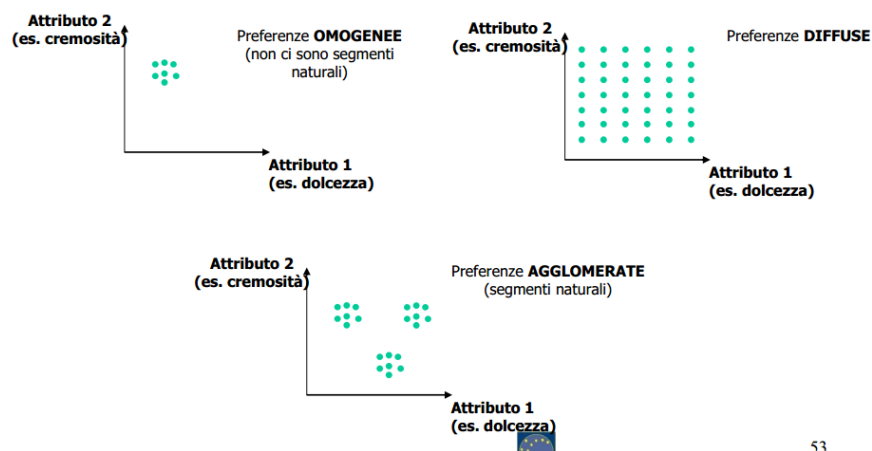 Attributo 2
(es. cremosità)
Preferenze OMOGENEE
(non ci sono segmenti
naturali)
Attributo 1
(es. dolcezza)
Attributo 2
(es. cremosità)
Preferenze DIFFUSE
Attributo 1
(es. dolcezza)
Attributo 2
(es. cremosità)
Preferenze AGGLOMERATE
(segmenti naturali)
Attributo 1
(es. dolcezza)
53